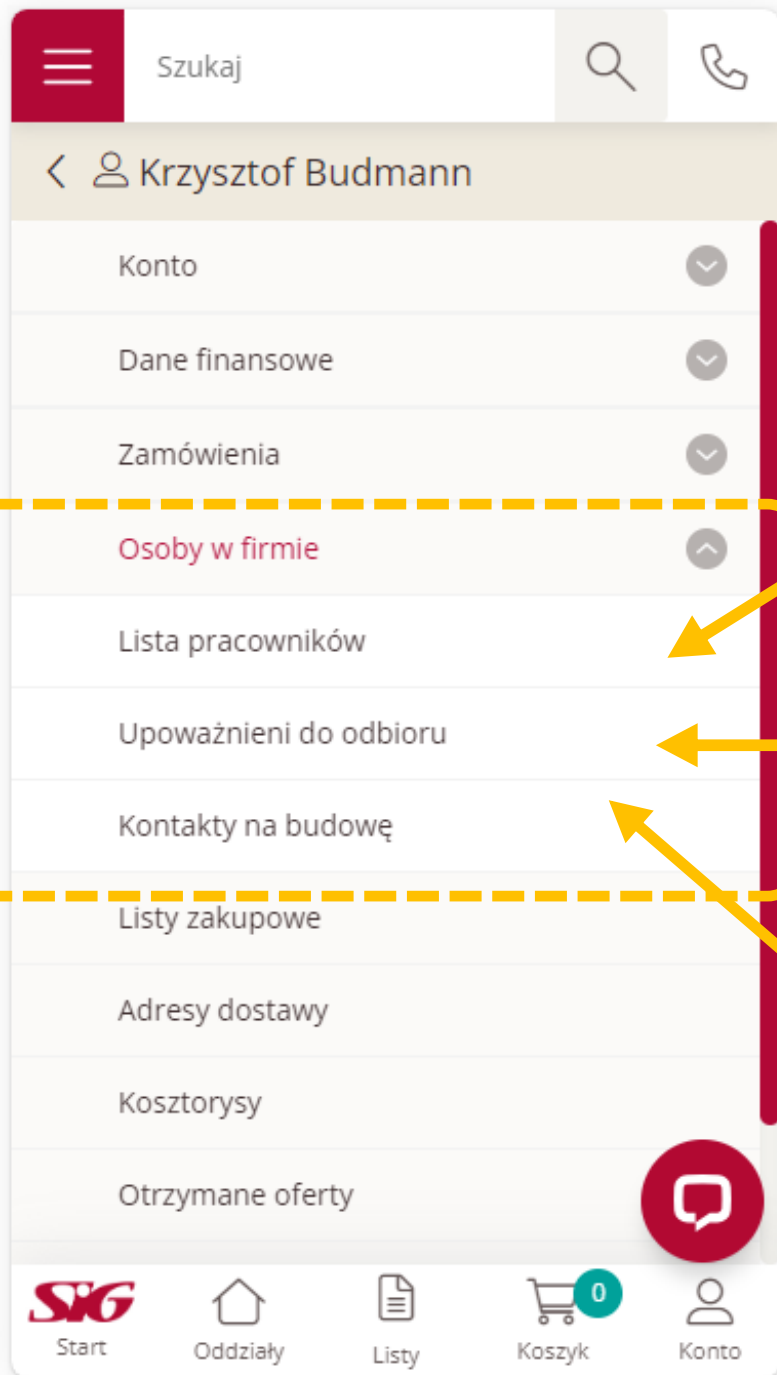 Szukaj
Krzysztof Budmann
Konto
Dane finansowe
Zamówienia
Osoby w firmie
Lista pracowników
Upoważnieni do odbioru
Kontakty na budowę
Listy zakupowe
Adresy dostawy
Kosztorysy
Otrzymane oferty
SIG
0
Start
Oddziały
Listy
Koszyk
Konto